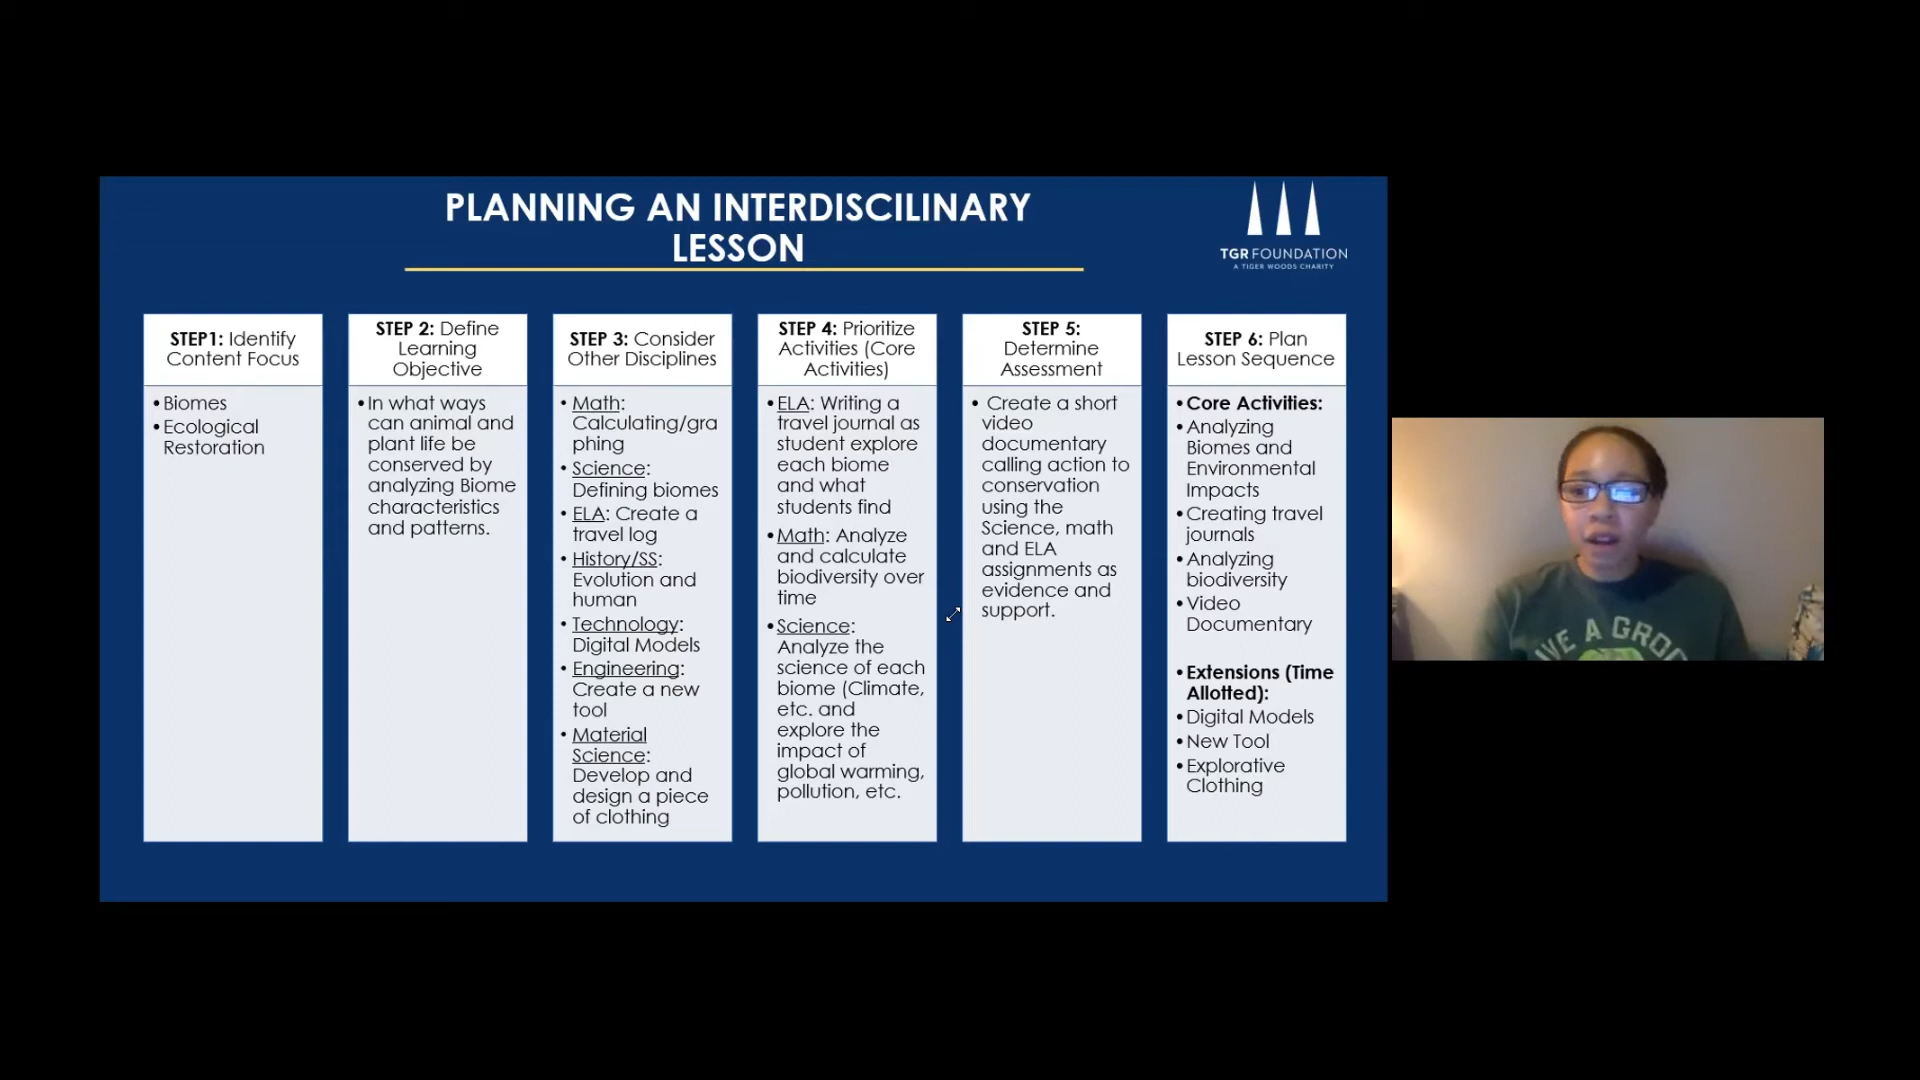 PLANNING AN INTERDISCILINARY
LESSON
TGR FOUNDATION
A TIGER WOODS CHARITY
STEP1: Identify
Content Focus
•Biomes
•Ecological
Restoration
STEP 2: Define
Learning
Objective
•In what ways
can animal and
plant life be
conserved by
analyzing Biome
characteristics
and patterns.
STEP 3: Consider
Other Disciplines
• Math:
Calculating/gra
phing
• Science:
Defining biomes
• ELA: Create a
travel log
• History/SS:
Evolution and
human
• Technology:
Digital Models
• Engineering:
Create a new
tool
• Material
Science:
Develop and
design a piece
of clothing
STEP 4: Prioritize
Activities (Core
Activities)
•ELA: Writing a
travel journal as
student explore
each biome
and what
students find
•Math: Analyze
and calculate
biodiversity over
time
•Science:
Analyze the
science of each
biome (Climate,
etc. and
explore the
impact of
global warming,
pollution, etc.
STEP 5:
Determine
Assessment
• Create a short
video
documentary
calling action to
conservation
using the
Science, math
and ELA
assignments as
evidence and
support.
STEP 6: Plan
Lesson Sequence
•Core Activities:
•Analyzing
Biomes and
Environmental
Impacts
•Creating travel
journals
•Analyzing
biodiversity
•Video
Documentary
•Extensions (Time
Allotted):
•Digital Models
•New Tool
•Explorative
Clothing
A GROO